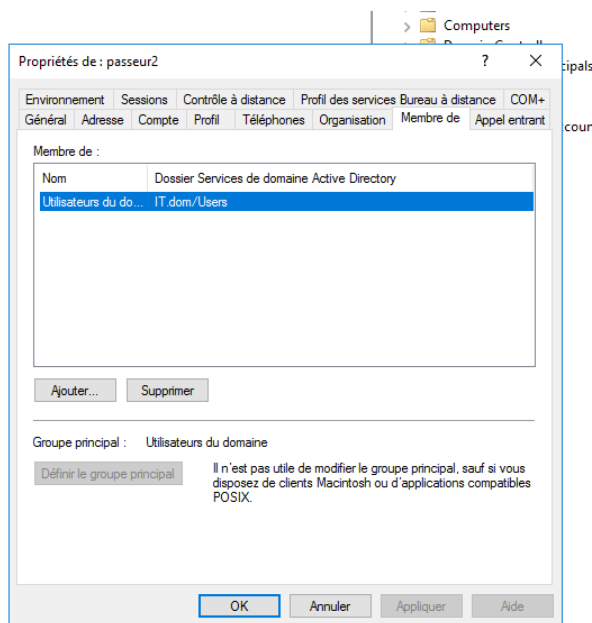 Computers
Propriétés de : passeur2
? 
cipals
Environnement Sessions Contrôle à distance Profil des services Bureau à distance COM+
Général Adresse Compte Profil Téléphones Organisation Membre de Appel entrant
coun
Membre de :
Nom Dossier Services de domaine Active Directory
Utilisateurs du do... IT.dom/Users
Ajouter... Supprimer
Groupe principal : Utilisateurs du domaine
Définir le groupe principal
Il n'est pas utile de modifier le groupe principal, sauf si vous
disposez de clients Macintosh ou d'applications compatibles
POSIX.
OK Annuler Appliquer Aide